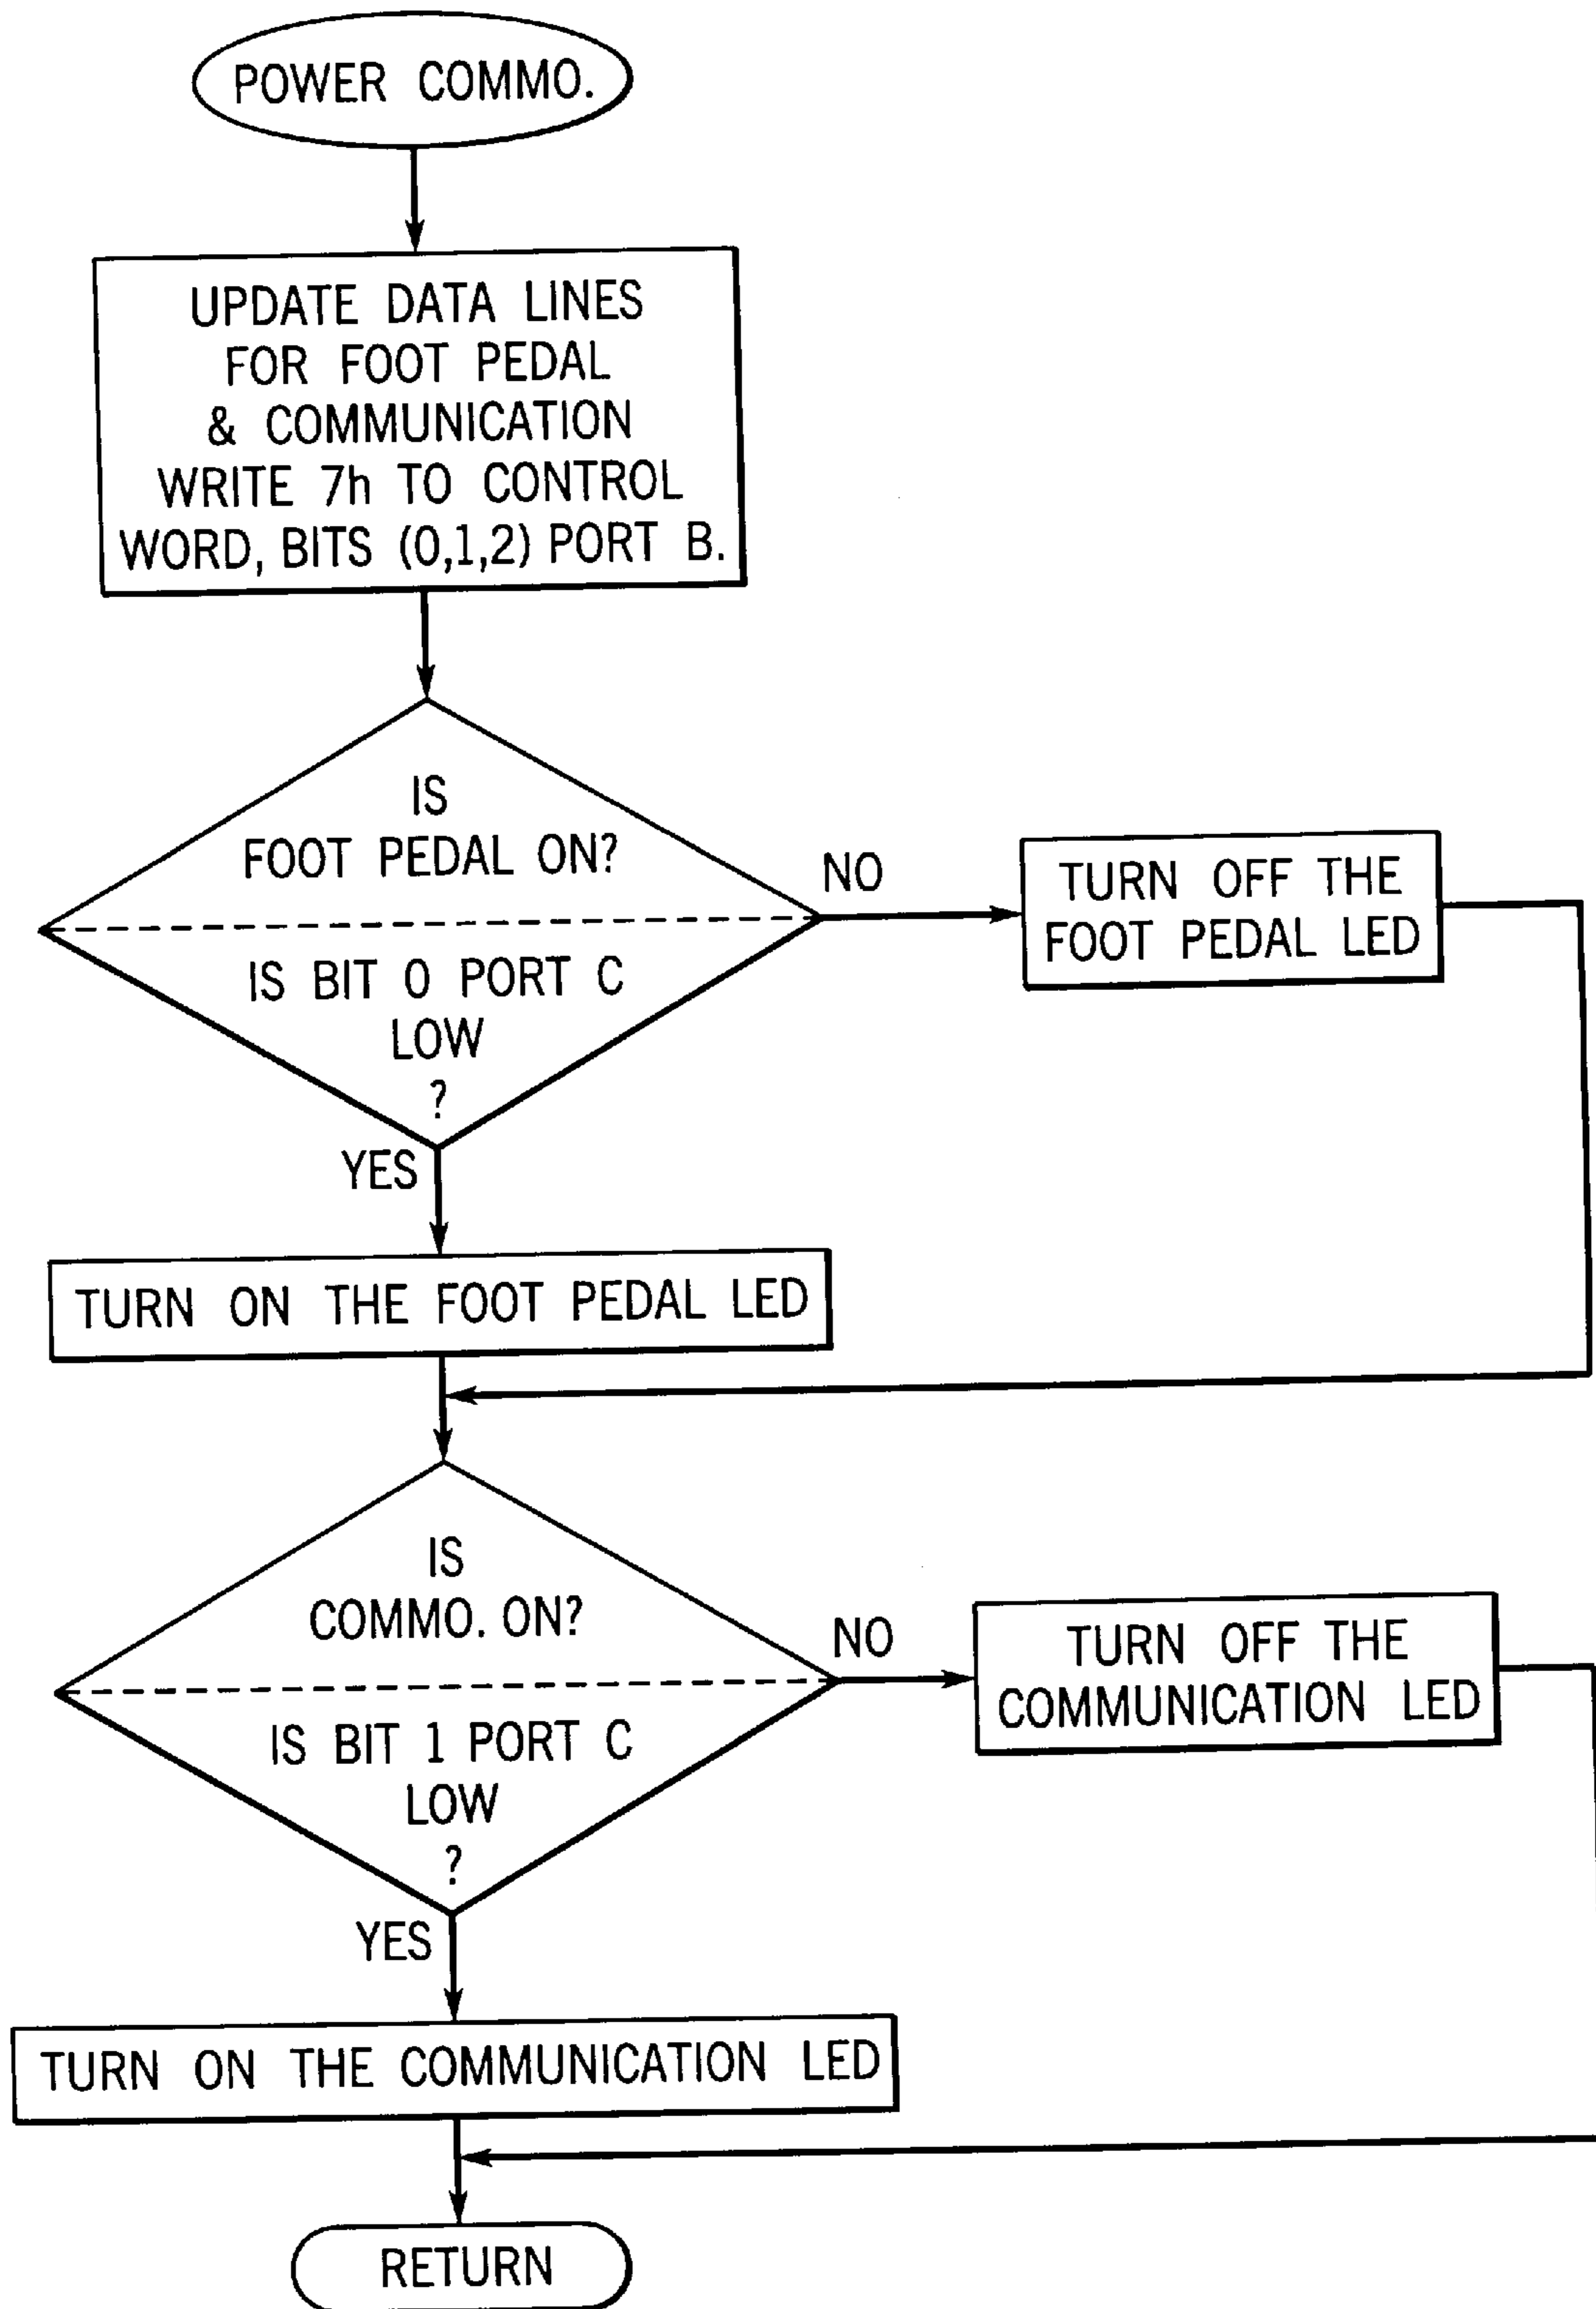 POWER COMMO.
UPDATE DATA LINES
FOR FOOT PEDAL
& COMMUNICATION
WRITE 7h TO CONTROL
WORD, BITS (0,1,2) PORT B.
IS
FOOT PEDAL ON?
IS BIT 0 PORT C
LOW
?
NO
TURN OFF THE
FOOT PEDAL LED
YES
TURN ON THE FOOT PEDAL LED
IS
COMMO. ON?
IS BIT 1 PORT C
LOW
?
NO
TURN OFF THE
COMMUNICATION LED
YES
TURN ON THE COMMUNICATION LED
RETURN